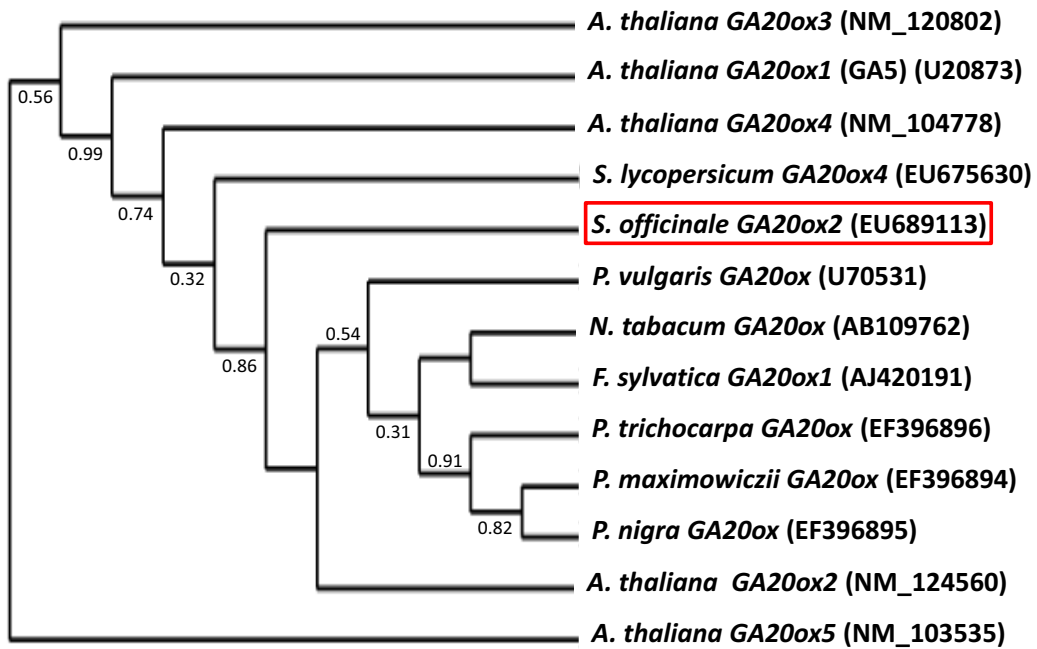 A. thaliana GA20ox3 (NM_120802)
0.56
A. thaliana GA20ox1 (GA5) (U20873)
0.99
A. thaliana GA20ox4 (NM_104778)
0.74
S. lycopersicum GA20ox4 (EU675630)
S. officinale GA20ox2 (EU689113)
0.32
P. vulgaris GA20ox (U70531)
0.54
N. tabacum GA20ox (AB109762)
0.86
F. sylvatica GA20ox1 (AJ420191)
0.31
P. trichocarpa GA20ox (EF396896)
0.91
P. maximowiczii GA20ox (EF396894)
0.82
P. nigra GA20ox (EF396895)
A. thaliana GA20ox2 (NM_124560)
A. thaliana GA20ox5 (NM_103535)